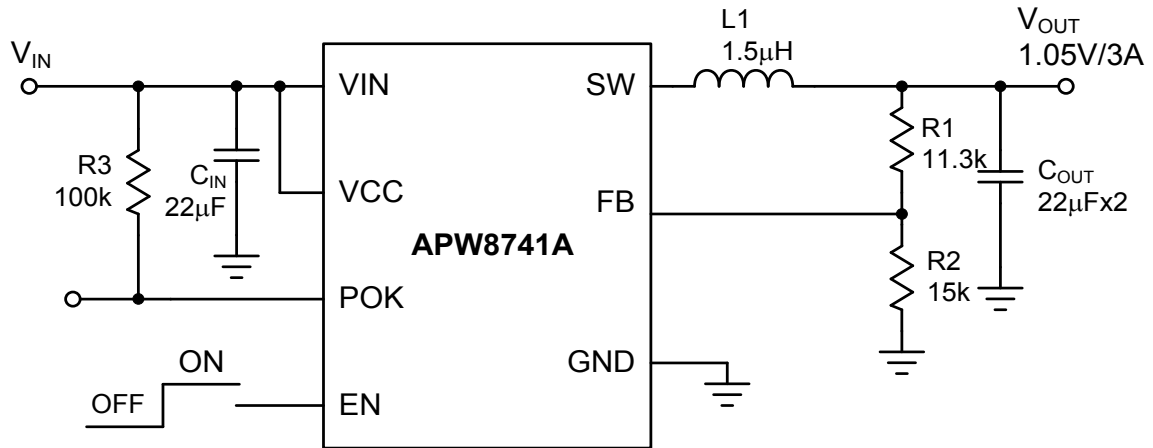 L1
1.5μH
V_OUT
1.05V/3A
V_IN
VIN
SW
R3
100k
C_IN
22μF
VCC
R1
11.3k
C_OUT
22μFx2
FB
APW8741A
R2
15k
POK
GND
ON
OFF
EN